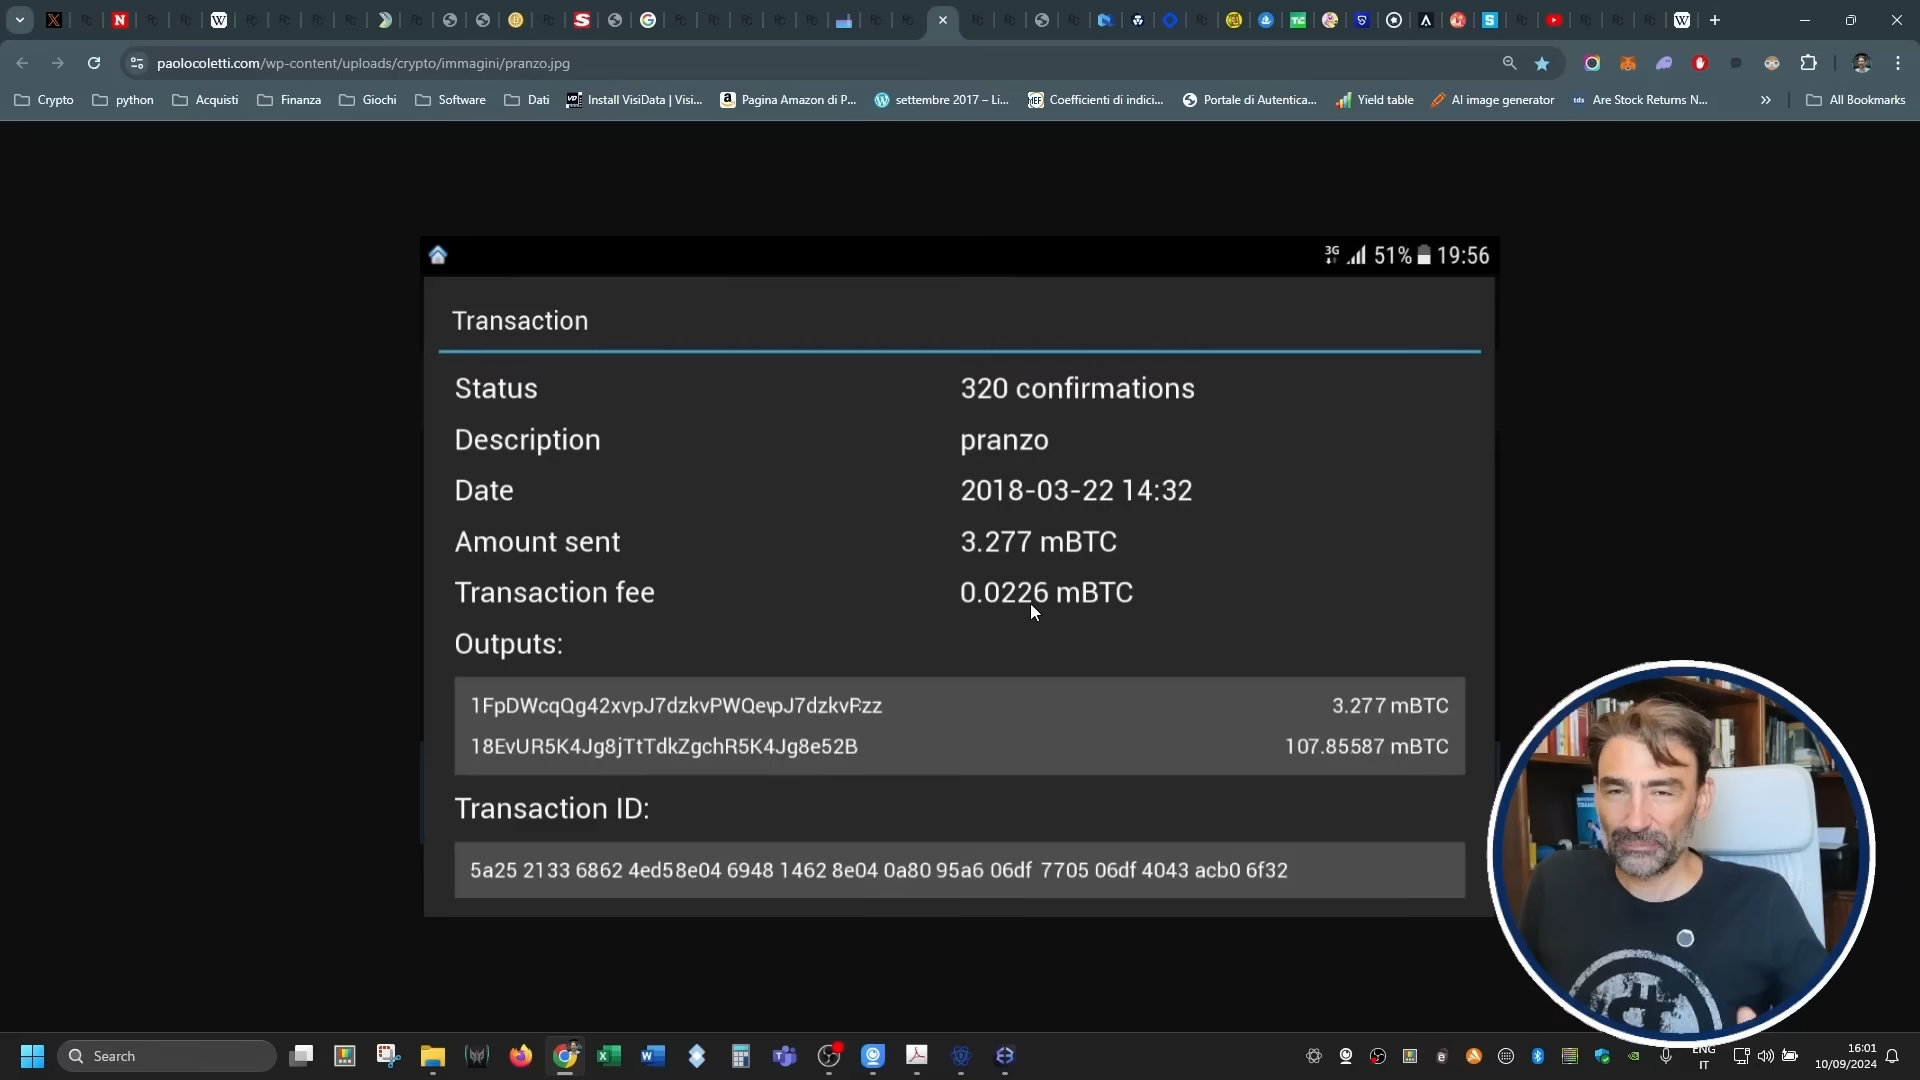 paolocoletti.com/wp-content/uploads/crypto/immagini/pranzo.jpg
Crypto
python
Acquisti
Finanza
Giochi
Software
Dati
Install VisiData | Visi...
Pagina Amazon di P...
settembre 2017 – Li...
Coefficienti di indici...
Portale di Autentica...
Yield table
AI image generator
Are Stock Returns N...
All Bookmarks
3G 51% 19:56
Transaction
Status 320 confirmations
Description pranzo
Date 2018-03-22 14:32
Amount sent 3.277 mBTC
Transaction fee 0.0226 mBTC
Outputs:
3.277 mBTC
18EvUR5K4Jg8jTtTdkZgchR5K4Jg8e52B 107.85587 mBTC
Transaction ID:
5a25 2133 6862 4ed58e04 6948 1462 8e04 0a80 95a6 06df 7705 06df 4043 acb0 6f32
Search
ENG
IT
16:01
10/09/2024